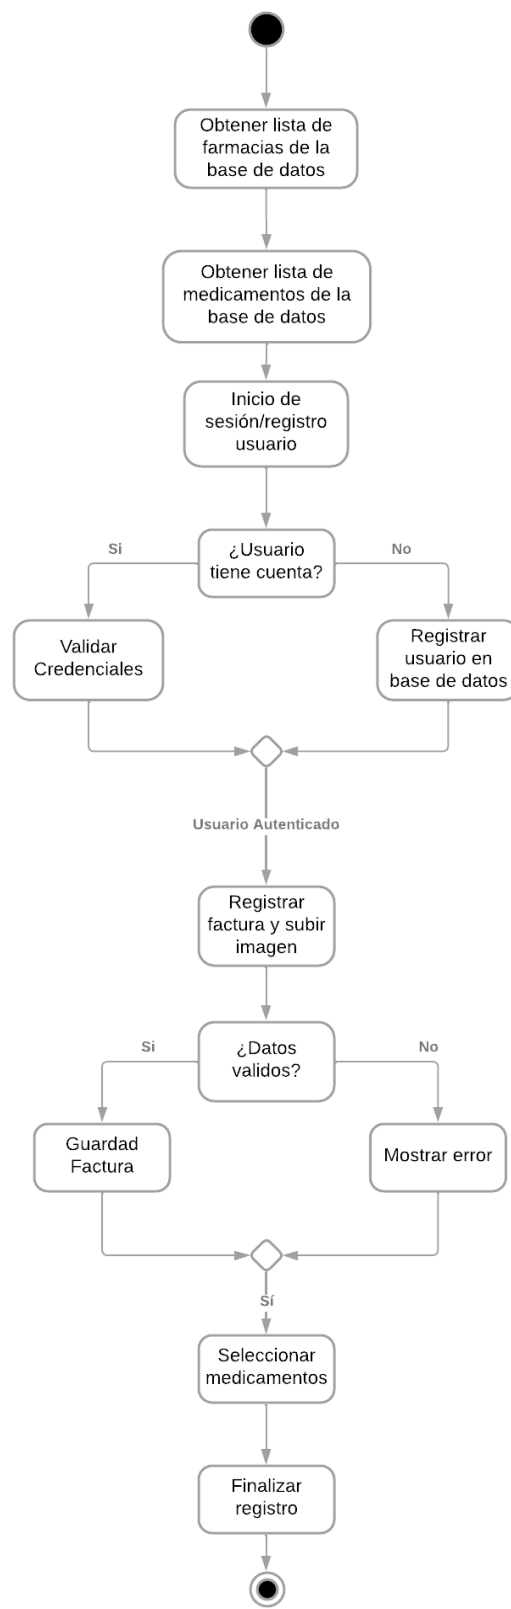 Obtener lista de
farmacias de la
base de datos
Obtener lista de
medicamentos de la
base de datos
Inicio de
sesión/registro
usuario
¿Usuario
tiene cuenta?
Si
No
Validar
Credenciales
Registrar
usuario en
base de datos
Usuario Autenticado
Registrar
factura y subir
imagen
¿Datos
validos?
Si
No
Guardad
Factura
Mostrar error
Sí
Seleccionar
medicamentos
Finalizar
registro